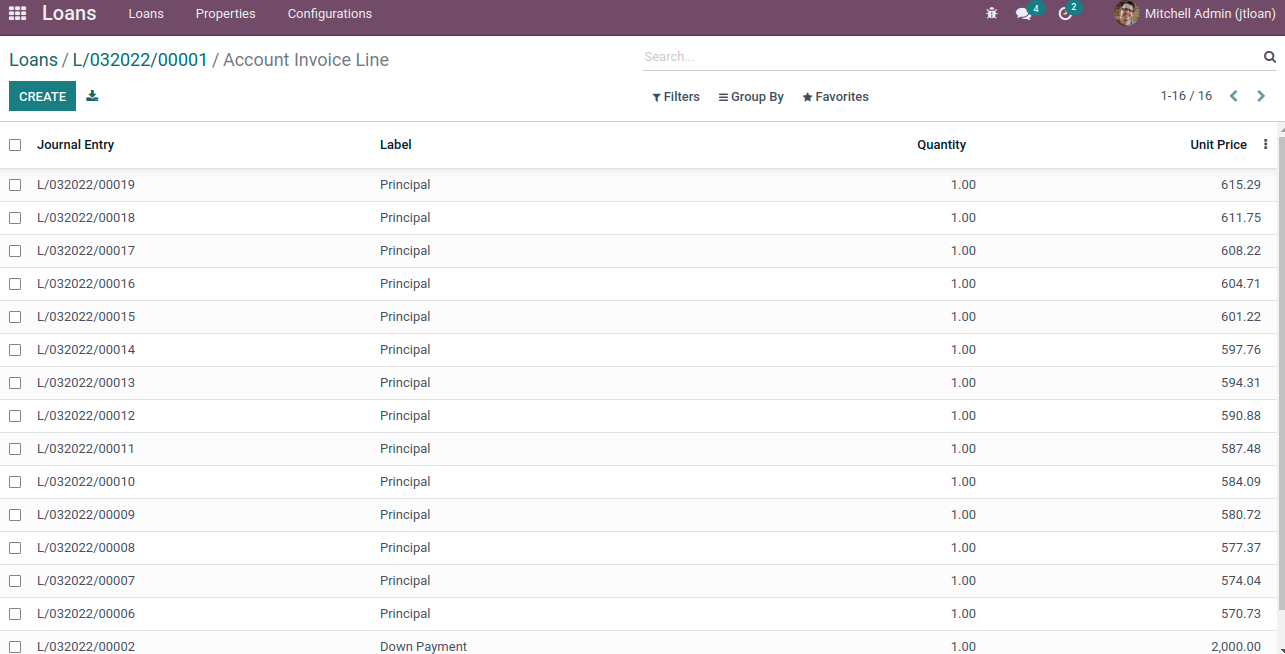 Loans Loans Properties Configurations 4 2 Mitchell Admin (jtloan)
Loans / L/032022/00001 / Account Invoice Line Search...
CREATE Filters Group By Favorites 1-16 / 16
Journal Entry Label Quantity Unit Price
L/032022/00019 Principal 1.00 615.29
L/032022/00018 Principal 1.00 611.75
L/032022/00017 Principal 1.00 608.22
L/032022/00016 Principal 1.00 604.71
L/032022/00015 Principal 1.00 601.22
L/032022/00014 Principal 1.00 597.76
L/032022/00013 Principal 1.00 594.31
L/032022/00012 Principal 1.00 590.88
L/032022/00011 Principal 1.00 587.48
L/032022/00010 Principal 1.00 584.09
L/032022/00009 Principal 1.00 580.72
L/032022/00008 Principal 1.00 577.37
L/032022/00007 Principal 1.00 574.04
L/032022/00006 Principal 1.00 570.73
L/032022/00002 Down Payment 1.00 2,000.00